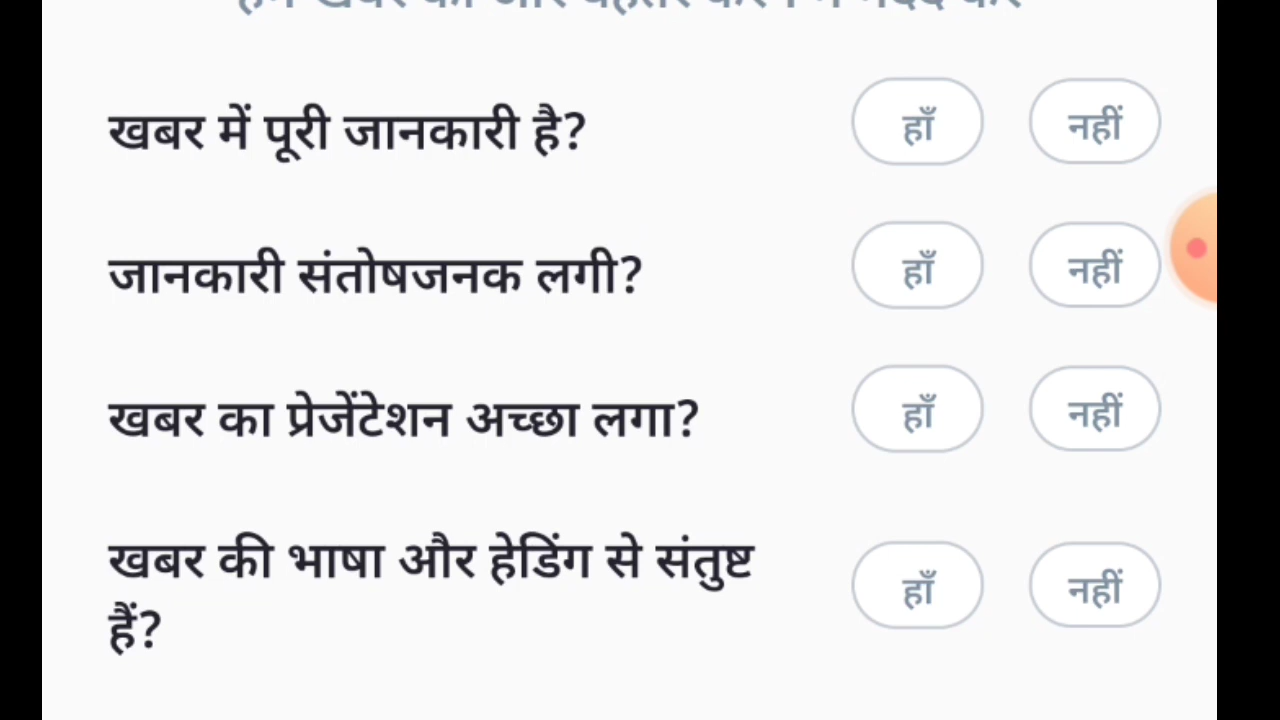 खबर में पूरी जानकारी है?
हाँ
नहीं
जानकारी संतोषजनक लगी?
हाँ
नहीं
खबर का प्रेजेंटेशन अच्छा लगा?
हाँ
नहीं
खबर की भाषा और हेडिंग से संतुष्ट
हैं?
हाँ
नहीं